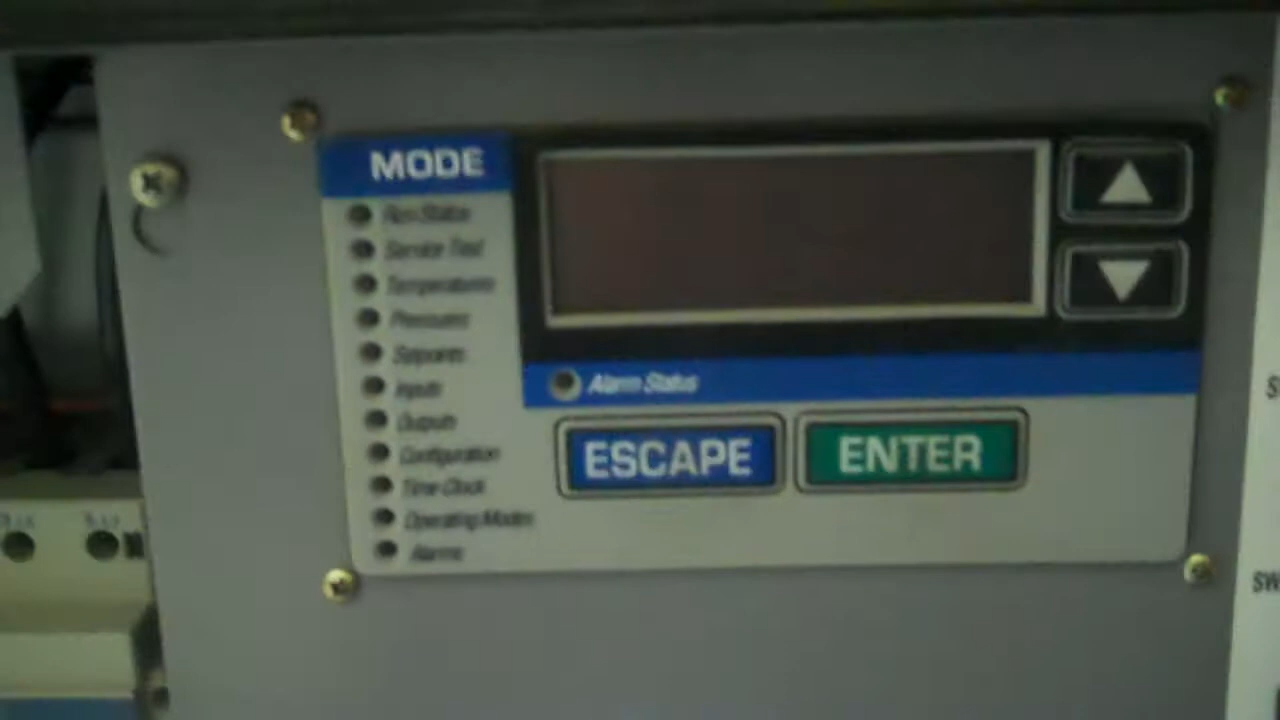 MODE
Run Status
Service Test
Temperatures
Pressures
Setpoints
Inputs
Outputs
Configuration
Time Clock
Operating Modes
Alarms
Alarm Status
ESCAPE
ENTER
SW